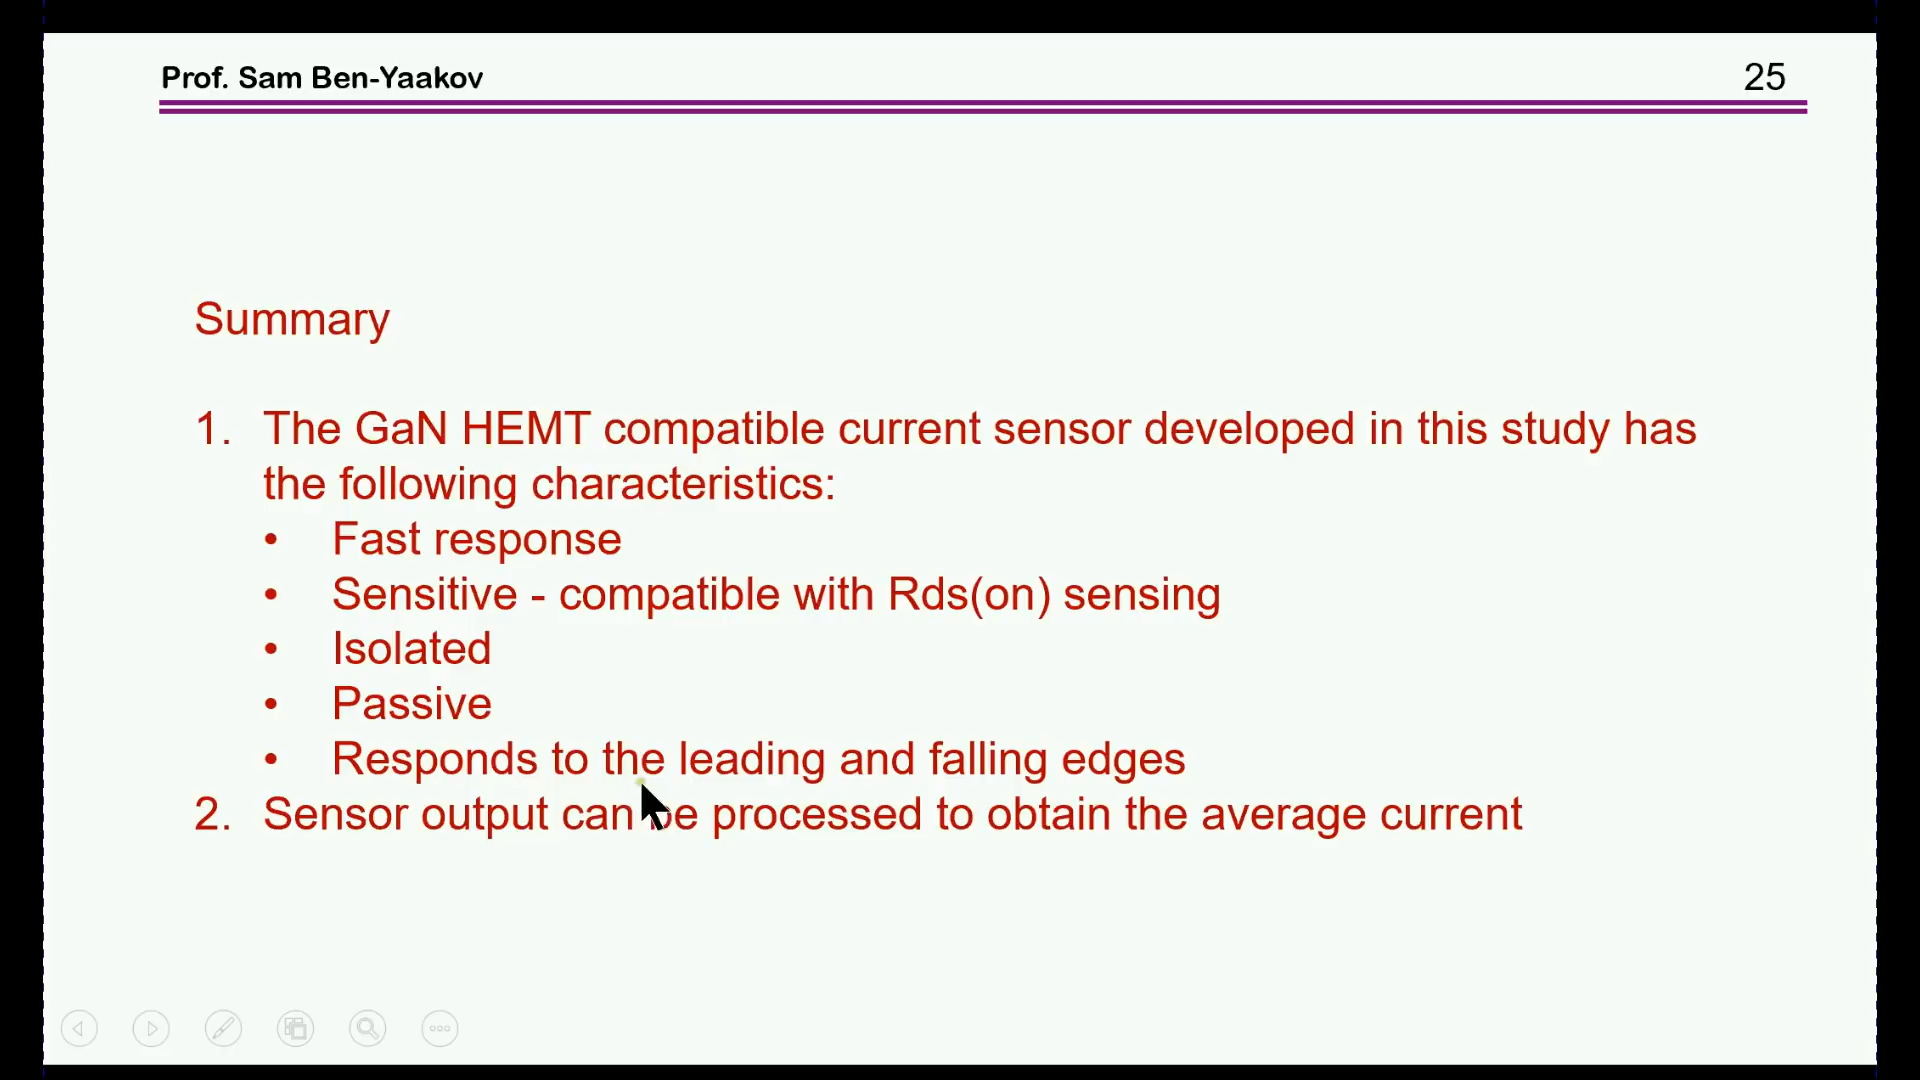 Prof. Sam Ben-Yaakov
25
Summary
1. The GaN HEMT compatible current sensor developed in this study has
the following characteristics:
• Fast response
• Sensitive - compatible with Rds(on) sensing
• Isolated
• Passive
• Responds to the leading and falling edges
2. Sensor output can be processed to obtain the average current